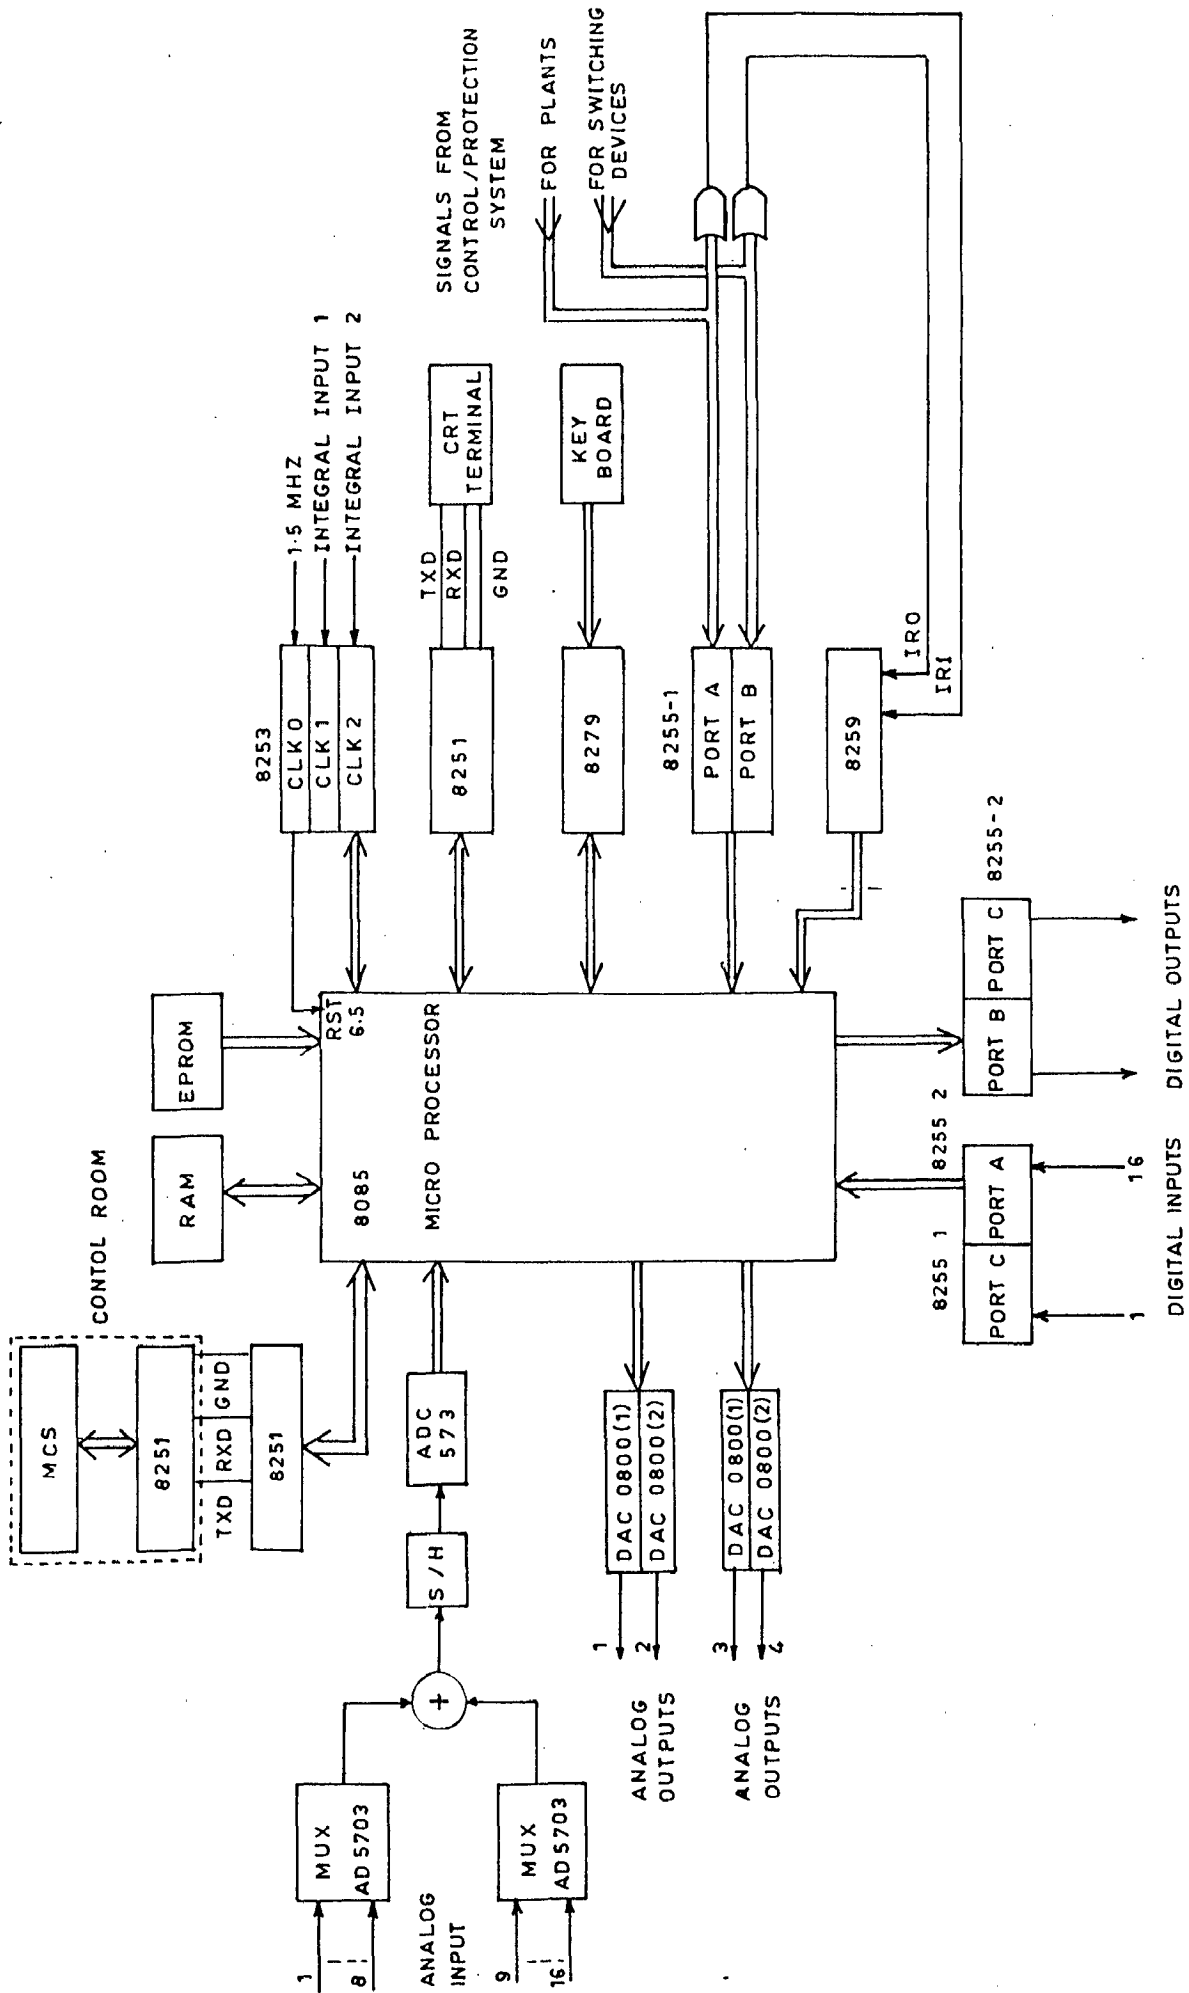 CONTOL ROOM
MCS
8251
TXD
RXD
GND
8251
RAM
EPROM
8253
CLK0
CLK 1
CLK 2
1.5 MHZ
INTEGRAL INPUT 1
INTEGRAL INPUT 2
RST
6.5
8085
MICRO PROCESSOR
8251
TXD
RXD
GND
CRT
TERMINAL
8279
KEY
BOARD
SIGNALS FROM
CONTROL/PROTECTION
SYSTEM
FOR PLANTS
FOR SWITCHING
DEVICES
8255-1
PORT A
PORT B
8259
IR0
IR1
1
8
ANALOG
INPUT
9
16
MUX
AD5703
MUX
AD5703
+
S/H
ADC
573
DAC 0800(1)
DAC 0800(2)
1
2
ANALOG
OUTPUTS
DAC 0800(1)
DAC 0800(2)
3
4
ANALOG
OUTPUTS
8255 1
8255 2
PORT C
PORT A
1
16
DIGITAL INPUTS
PORT B
PORT C
8255-2
DIGITAL OUTPUTS